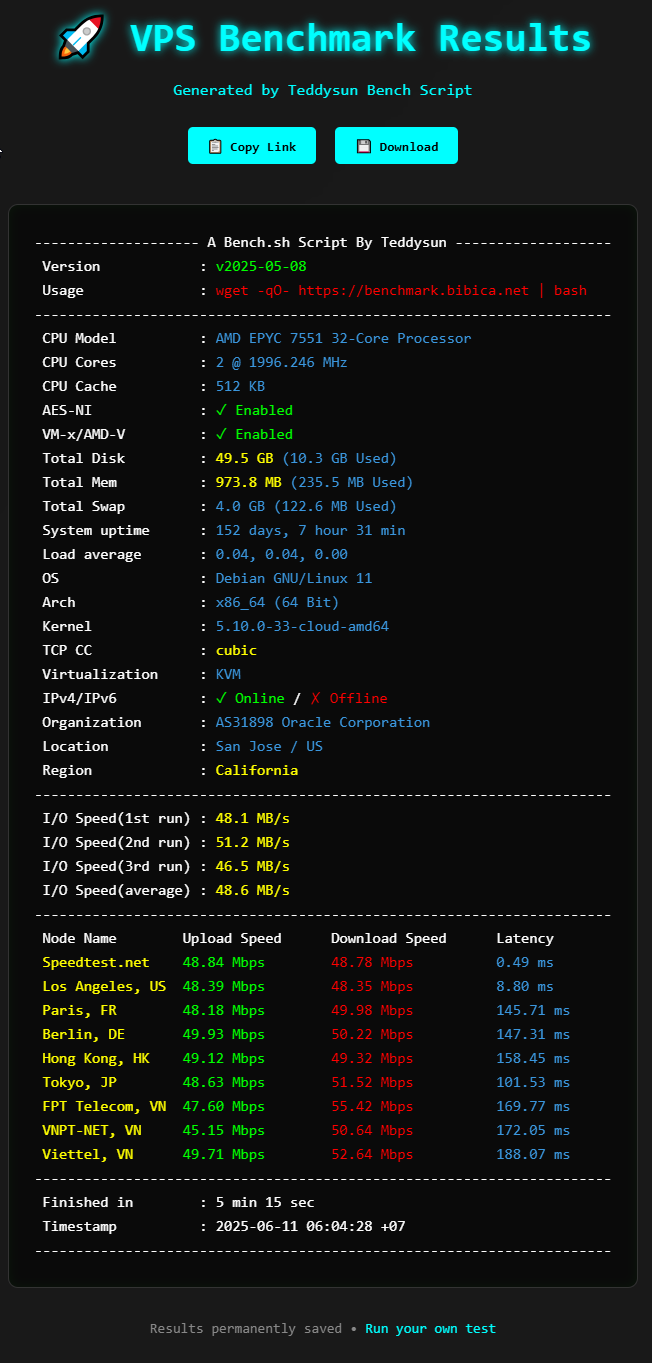 🚀 VPS Benchmark Results
Generated by Teddysun Bench Script
📋 Copy Link 💾 Download
-------------------- A Bench.sh Script By Teddysun -------------------
Version : v2025-05-08
Usage : wget -qO- https://benchmark.bibica.net | bash
----------------------------------------------------------------------
CPU Model : AMD EPYC 7551 32-Core Processor
CPU Cores : 2 @ 1996.246 MHz
CPU Cache : 512 KB
AES-NI : ✓ Enabled
VM-x/AMD-V : ✓ Enabled
Total Disk : 49.5 GB (10.3 GB Used)
Total Mem : 973.8 MB (235.5 MB Used)
Total Swap : 4.0 GB (122.6 MB Used)
System uptime : 152 days, 7 hour 31 min
Load average : 0.04, 0.04, 0.00
OS : Debian GNU/Linux 11
Arch : x86_64 (64 Bit)
Kernel : 5.10.0-33-cloud-amd64
TCP CC : cubic
Virtualization : KVM
IPv4/IPv6 : ✓ Online / ✗ Offline
Organization : AS31898 Oracle Corporation
Location : San Jose / US
Region : California
----------------------------------------------------------------------
I/O Speed(1st run) : 48.1 MB/s
I/O Speed(2nd run) : 51.2 MB/s
I/O Speed(3rd run) : 46.5 MB/s
I/O Speed(average) : 48.6 MB/s
----------------------------------------------------------------------
Node Name Upload Speed Download Speed Latency
Speedtest.net 48.84 Mbps 48.78 Mbps 0.49 ms
Los Angeles, US 48.39 Mbps 48.35 Mbps 8.80 ms
Paris, FR 48.18 Mbps 49.98 Mbps 145.71 ms
Berlin, DE 49.93 Mbps 50.22 Mbps 147.31 ms
Hong Kong, HK 49.12 Mbps 49.32 Mbps 158.45 ms
Tokyo, JP 48.63 Mbps 51.52 Mbps 101.53 ms
FPT Telecom, VN 47.60 Mbps 55.42 Mbps 169.77 ms
VNPT-NET, VN 45.15 Mbps 50.64 Mbps 172.05 ms
Viettel, VN 49.71 Mbps 52.64 Mbps 188.07 ms
----------------------------------------------------------------------
Finished in : 5 min 15 sec
Timestamp : 2025-06-11 06:04:28 +07
----------------------------------------------------------------------
Results permanently saved • Run your own test